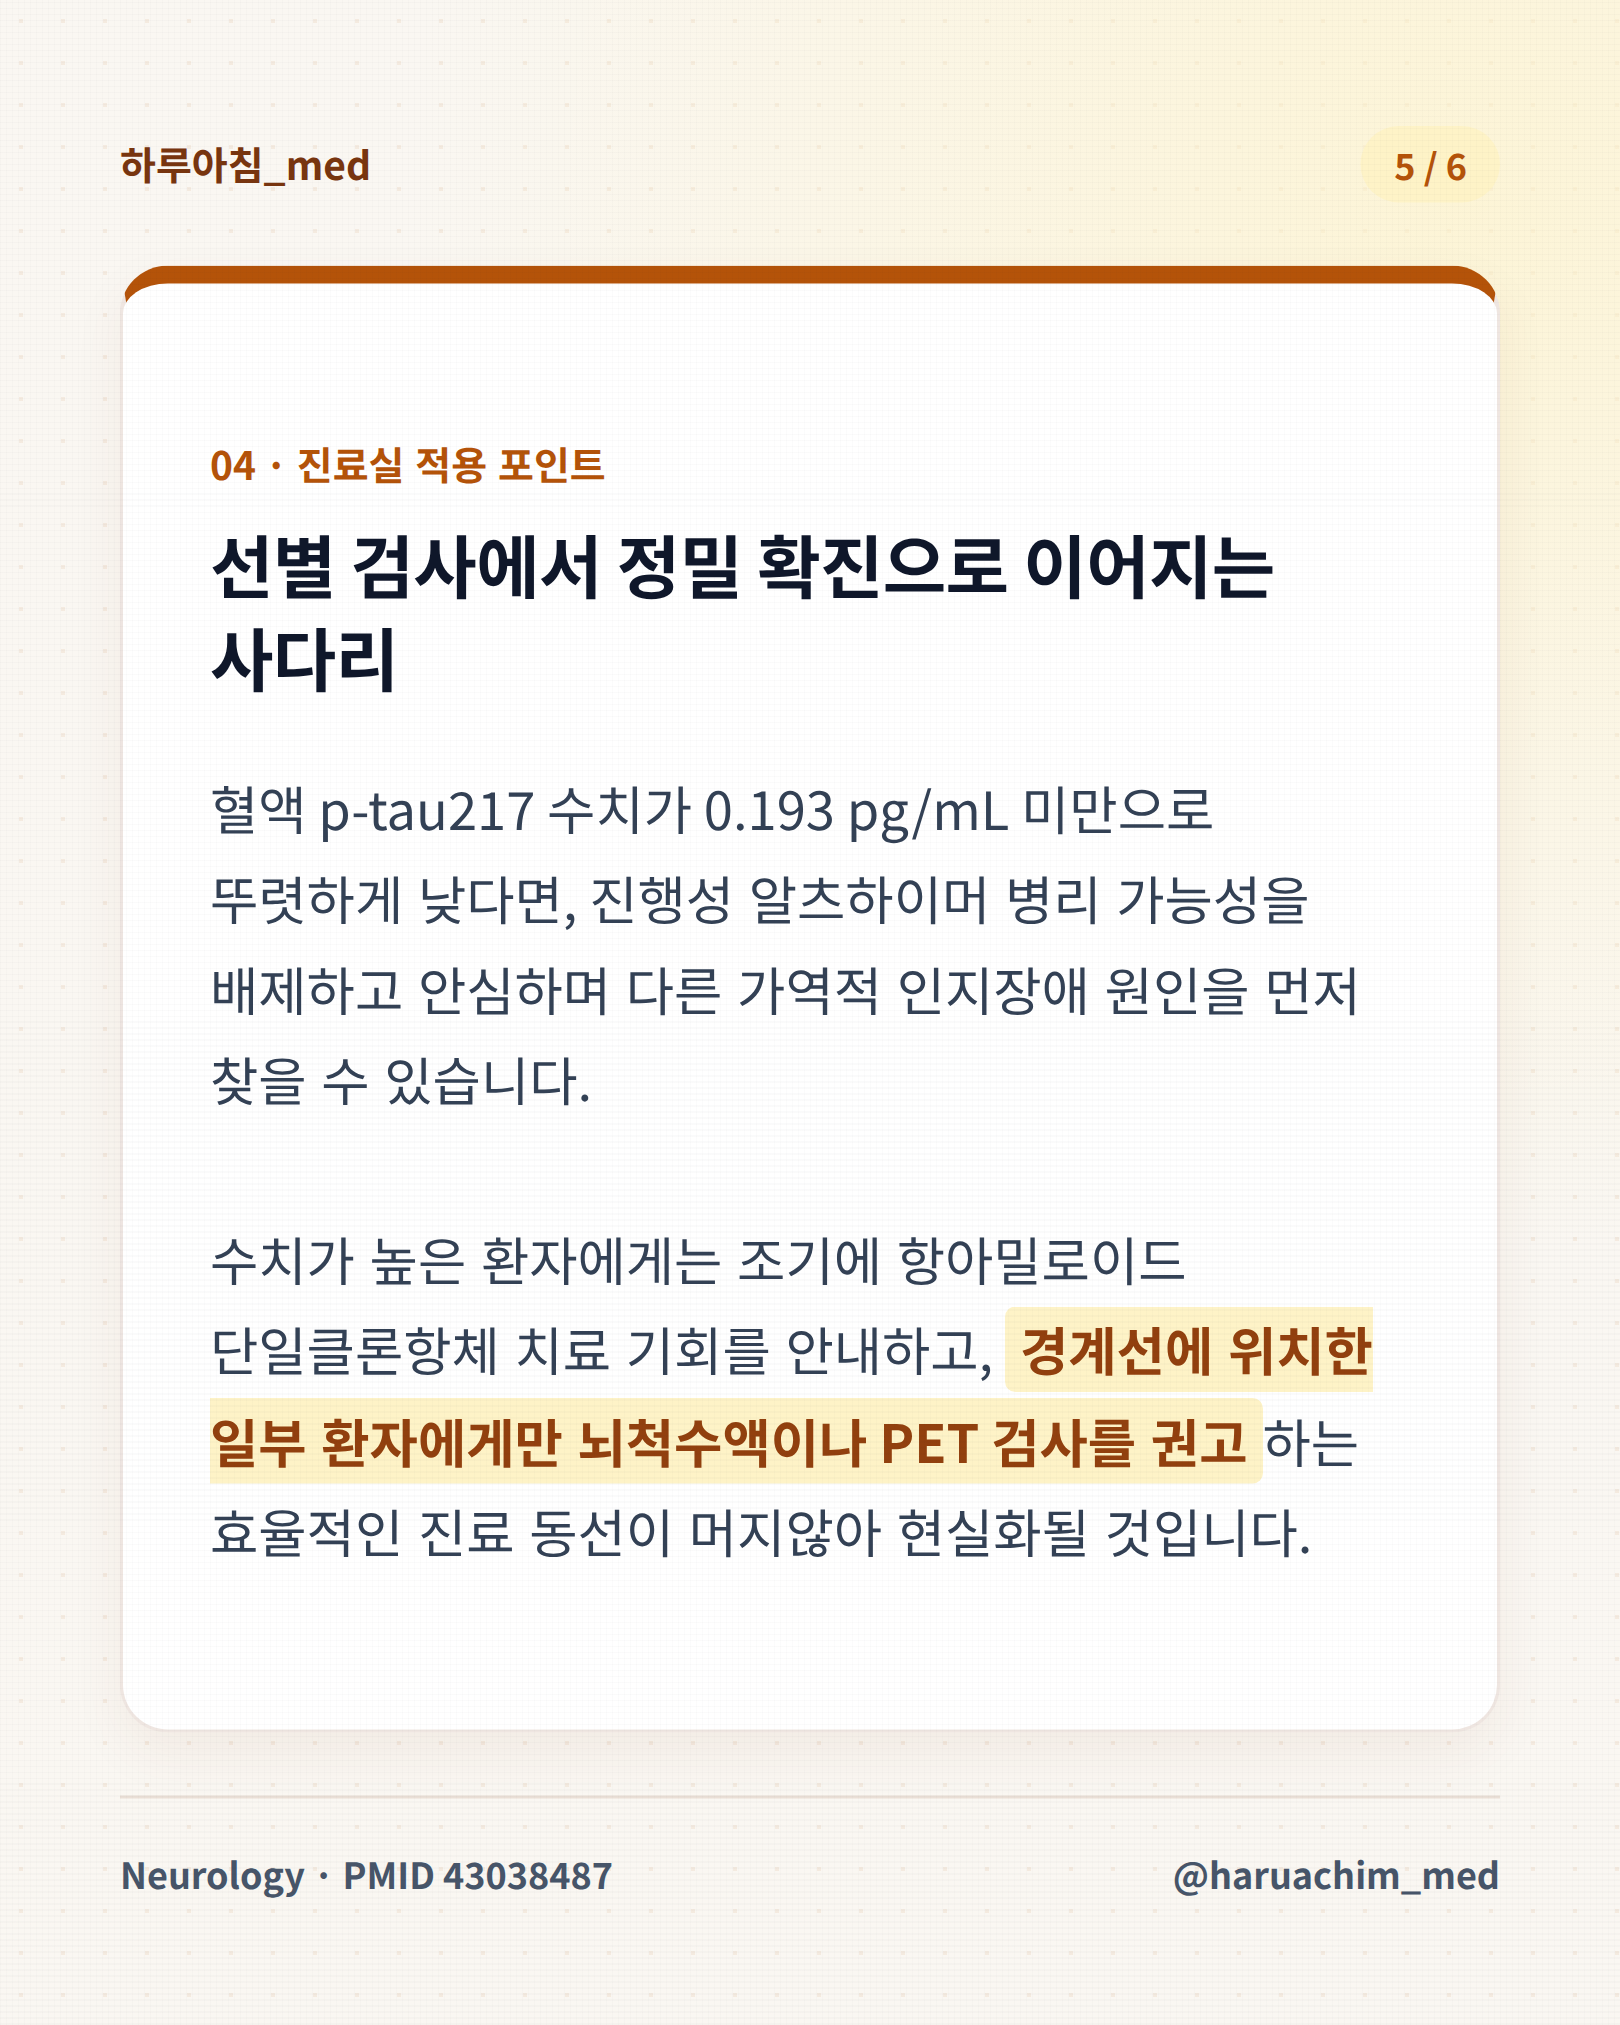 하루아침_med
5 / 6
04 · 진료실 적용 포인트
선별 검사에서 정밀 확진으로 이어지는
사다리
혈액 p-tau217 수치가 0.193 pg/mL 미만으로
뚜렷하게 낮다면, 진행성 알츠하이머 병리 가능성을
배제하고 안심하며 다른 가역적 인지장애 원인을 먼저
찾을 수 있습니다.
수치가 높은 환자에게는 조기에 항아밀로이드
단일클론항체 치료 기회를 안내하고, 경계선에 위치한
일부 환자에게만 뇌척수액이나 PET 검사를 권고 하는
효율적인 진료 동선이 머지않아 현실화될 것입니다.
Neurology · PMID 43038487
@haruachim_med